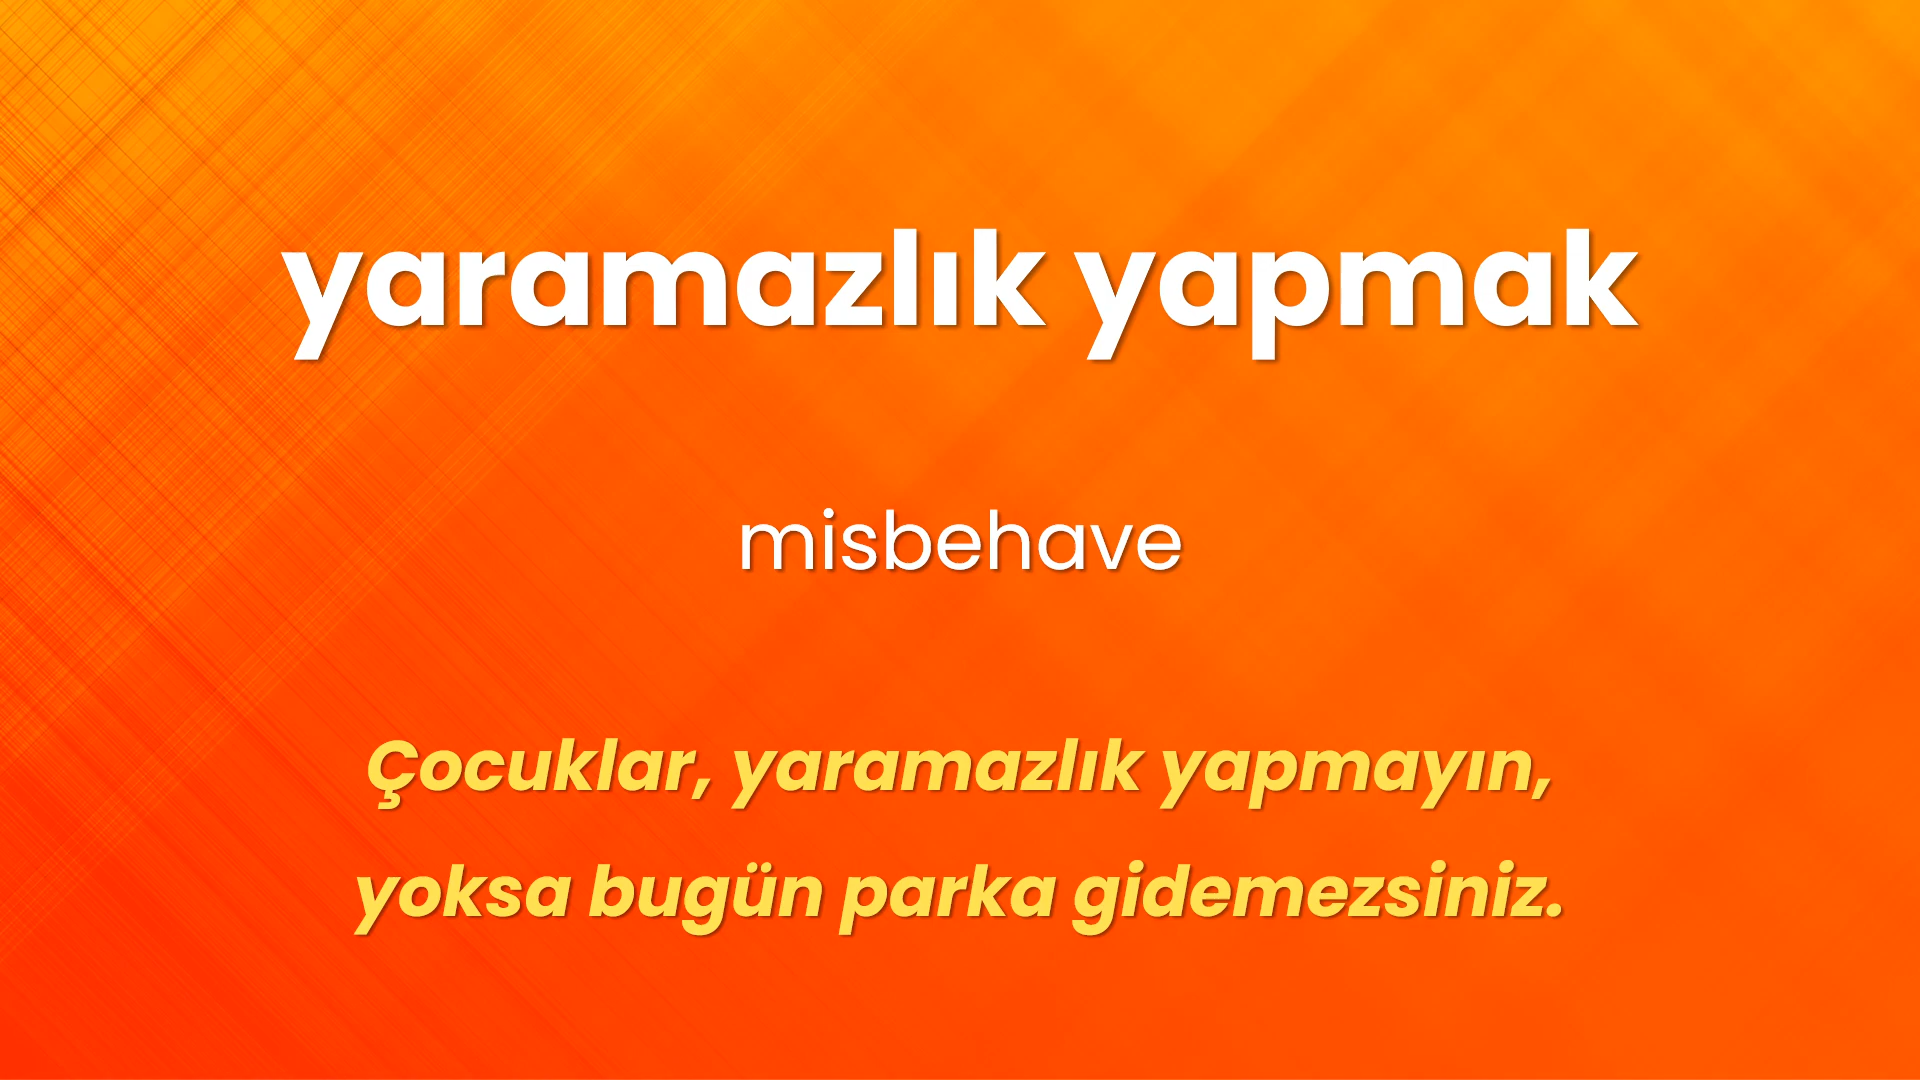 yaramazlık yapmak
misbehave
Çocuklar, yaramazlık yapmayın,
yoksa bugün parka gidemezsiniz.